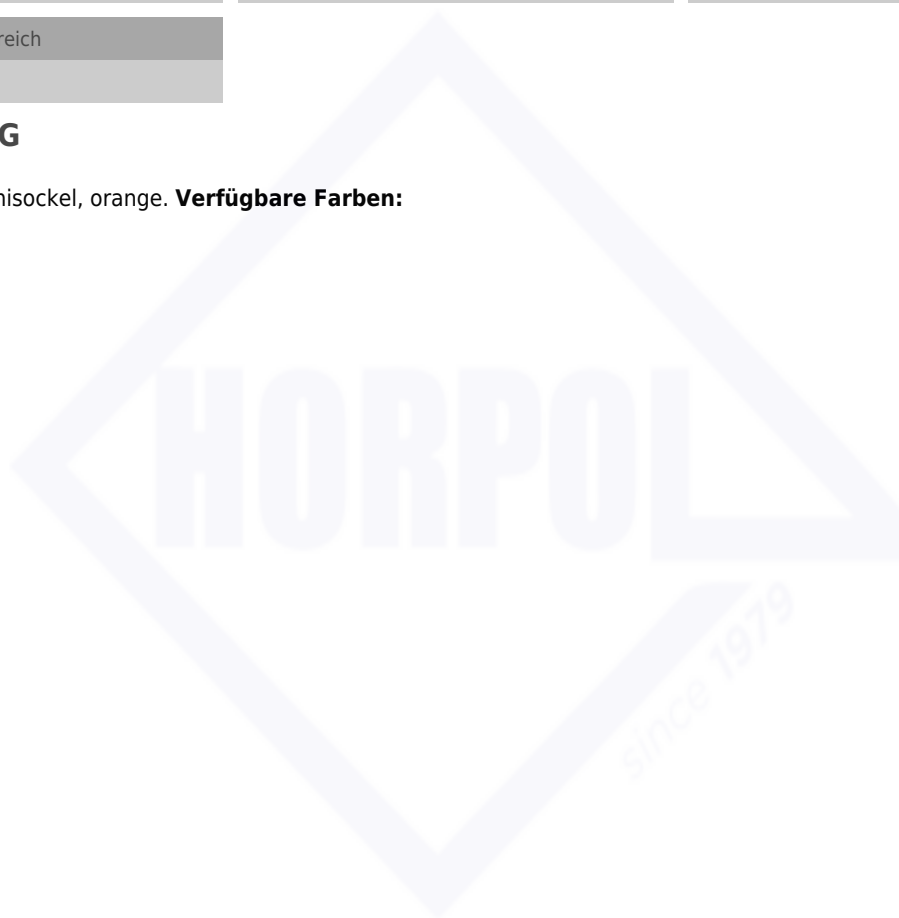 reich
G
nisockel, orange. Verfügbare Farben:
HORPOL
since 1979